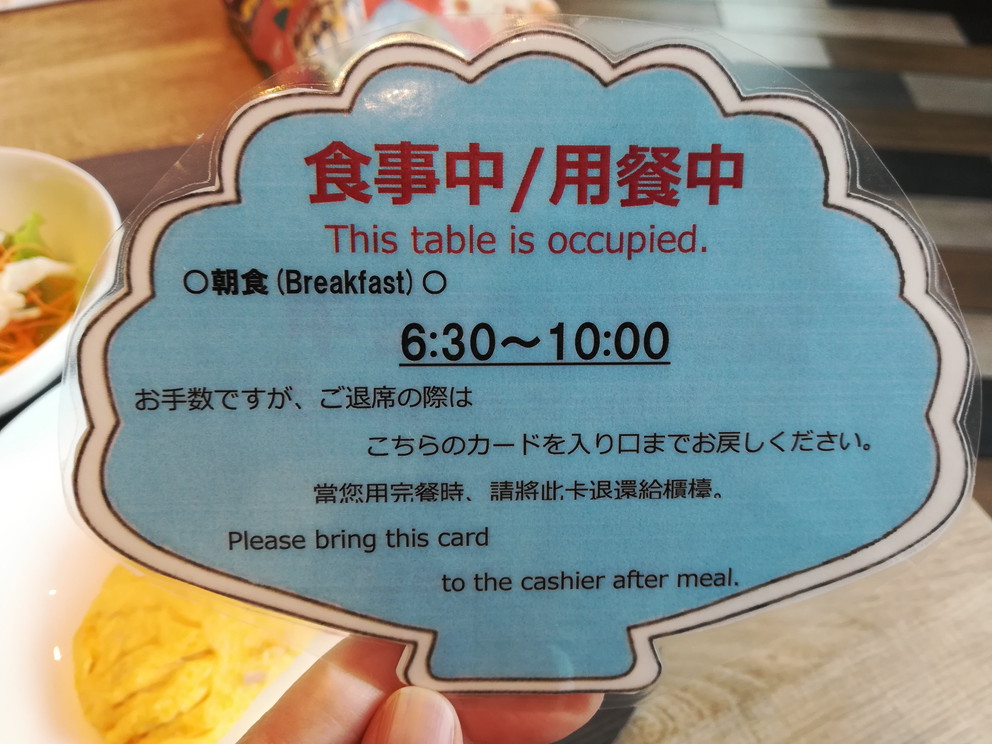 食事中/用餐中
This table is occupied.
○朝食(Breakfast)○
6:30～10:00
お手数ですが、ご退席の際は
こちらのカードを入り口までお戻しください。
當您用完餐時、請將此卡退還給櫃檯。
Please bring this card
to the cashier after meal.